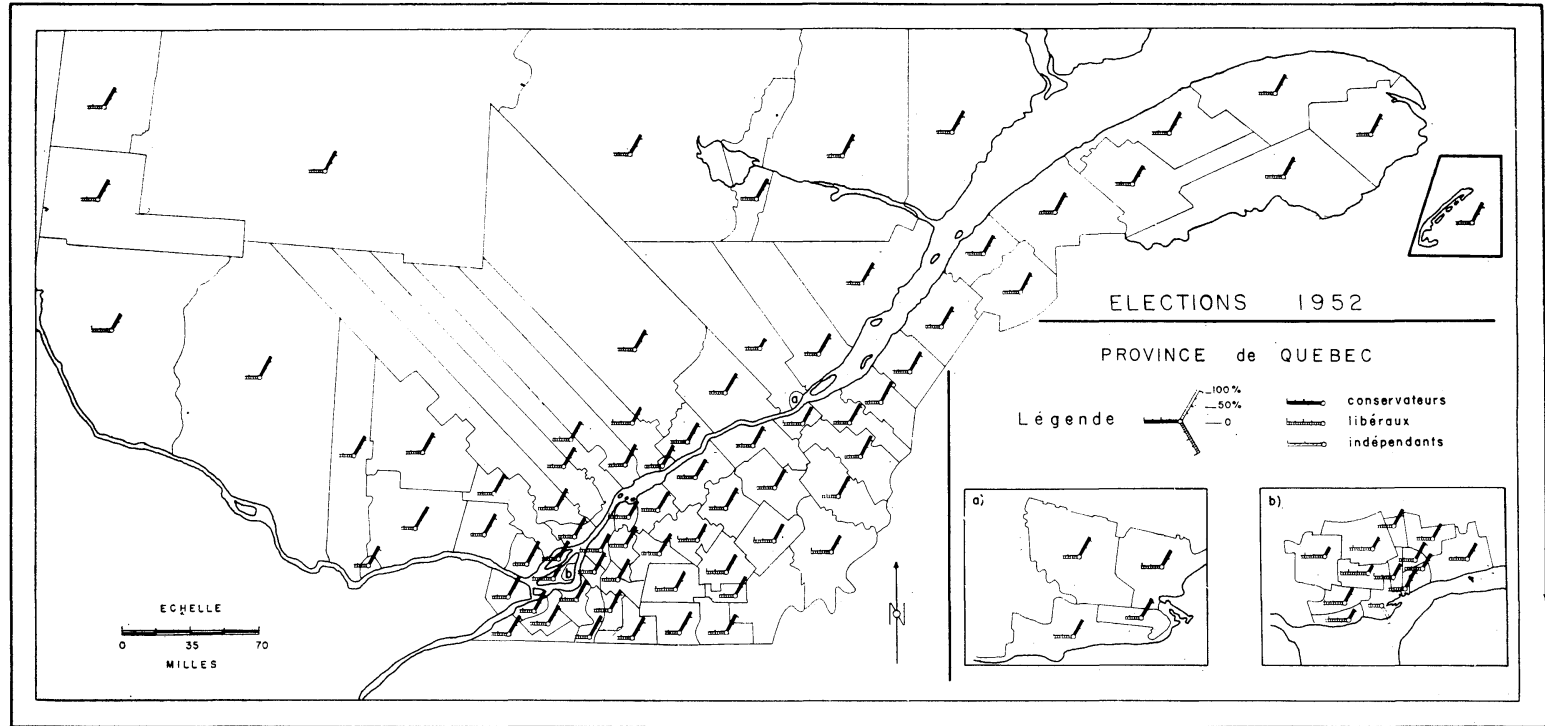 ELECTIONS 1952
PROVINCE de QUEBEC
Légende
100%
50%
0
conservateurs
libéraux
indépendants
a)
b)
a
b
N
ECHELLE
0 35 70
MILLES